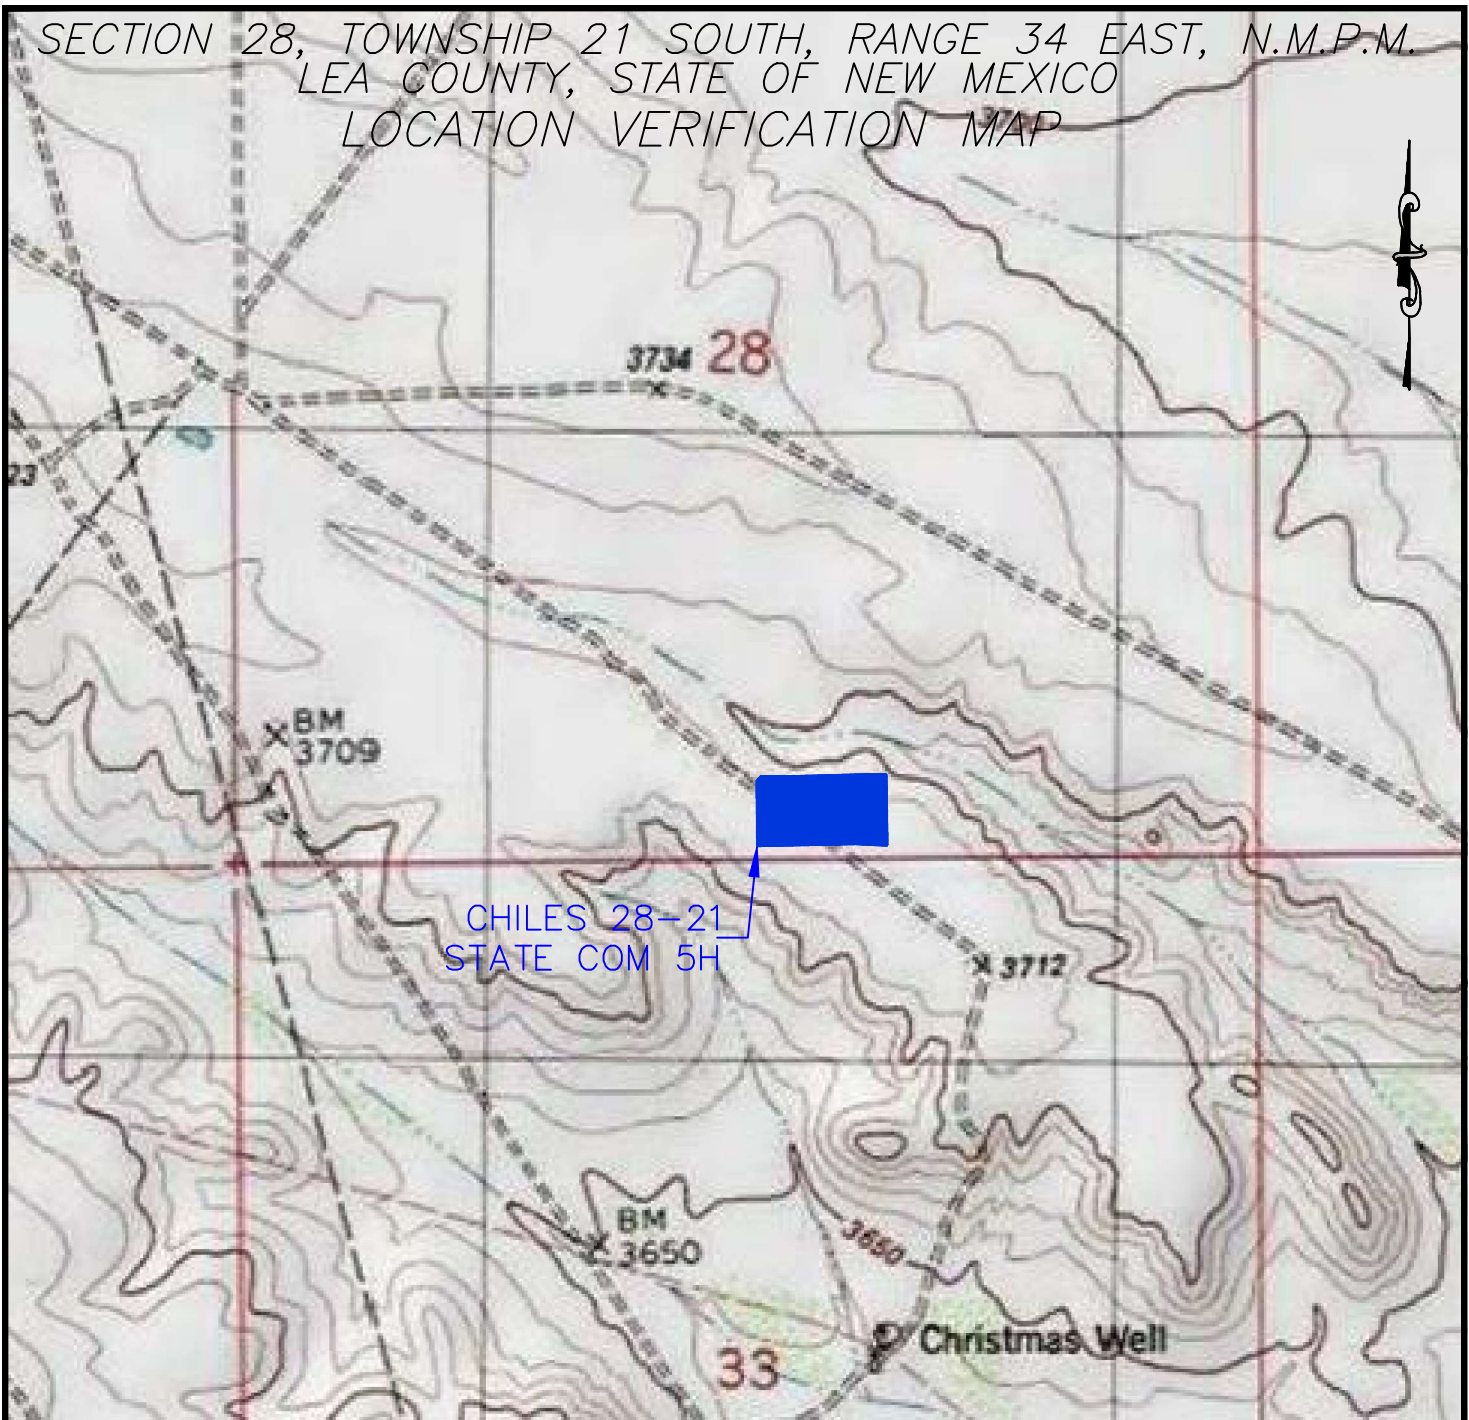 SECTION 28, TOWNSHIP 21 SOUTH, RANGE 34 EAST, N.M.P.M.
LEA COUNTY, STATE OF NEW MEXICO
LOCATION VERIFICATION MAP
3734
28
23
BM
3709
CHILES 28-21
STATE COM 5H
3712
BM
3650
3650
Christmas Well
33